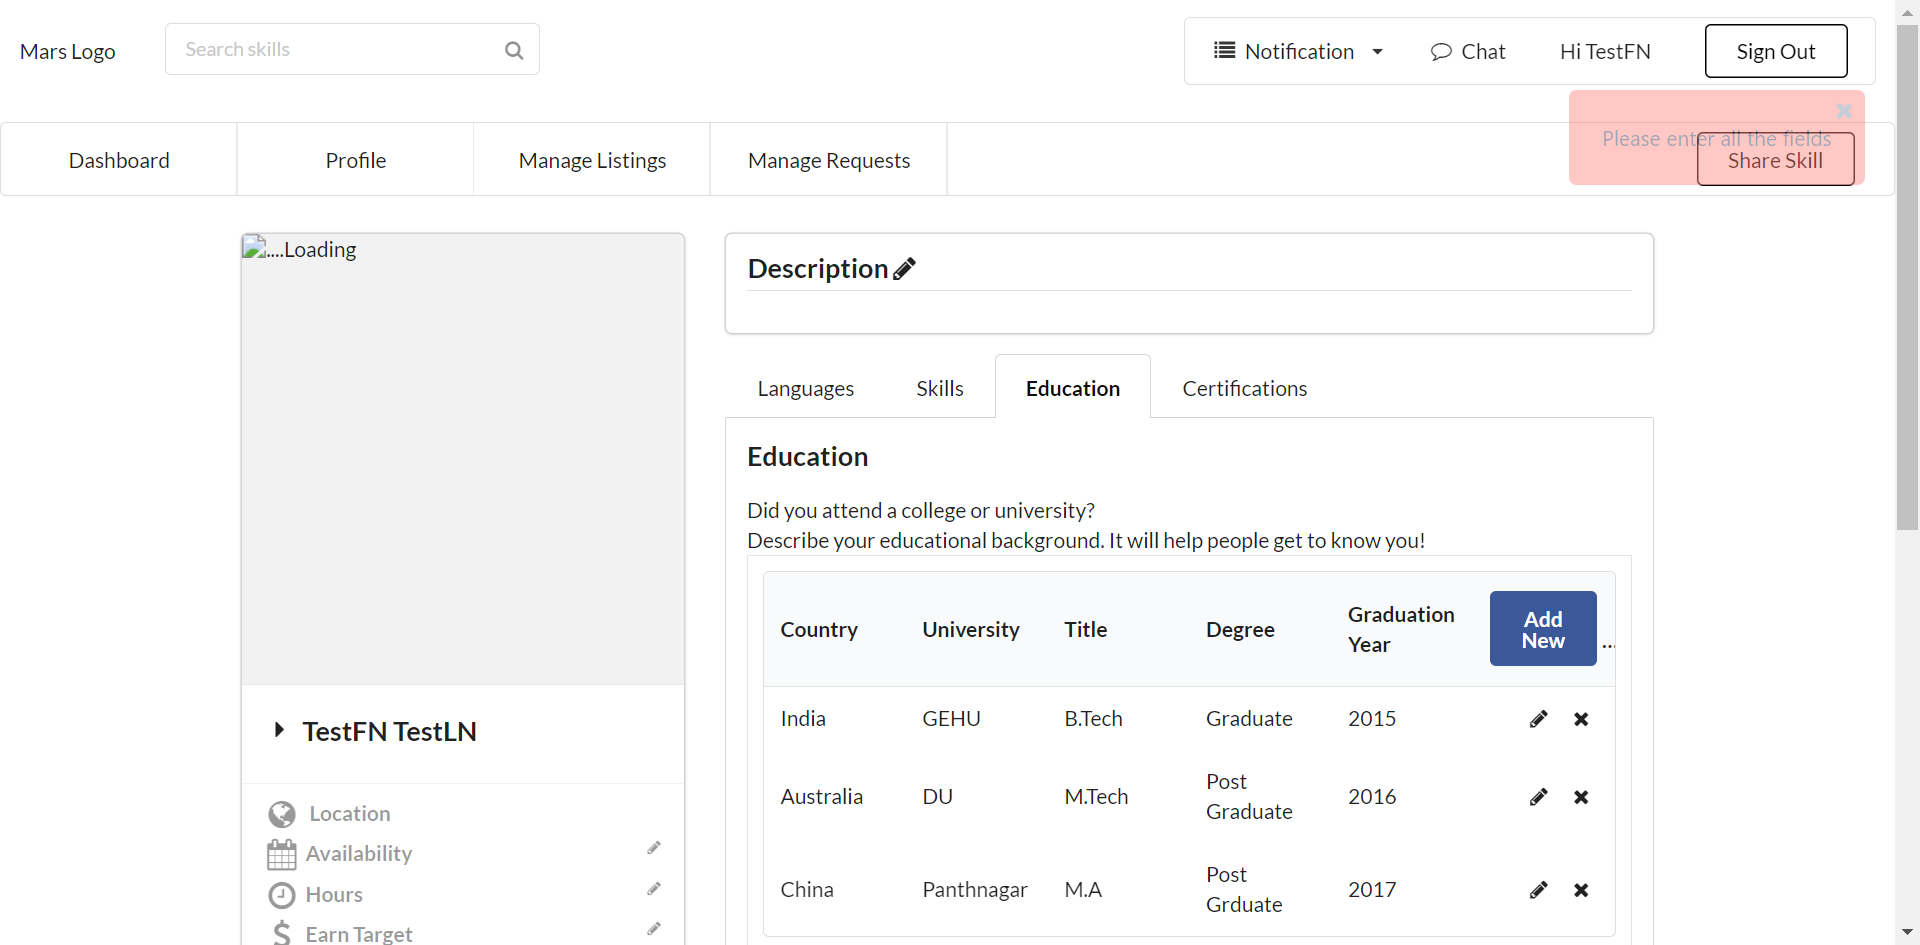 Mars Logo
Search skills
Notification
Chat
Hi TestFN
Sign Out
Please enter all the fields
Dashboard
Profile
Manage Listings
Manage Requests
Share Skill
....Loading
Description
Languages
Skills
Education
Certifications
Education
Did you attend a college or university?
Describe your educational background. It will help people get to know you!
Country
University
Title
Degree
Graduation
Year
Add
New
...
India
GEHU
B.Tech
Graduate
2015
Australia
DU
M.Tech
Post
Graduate
2016
China
Panthnagar
M.A
Post
Grduate
2017
TestFN TestLN
Location
Availability
Hours
Earn Target